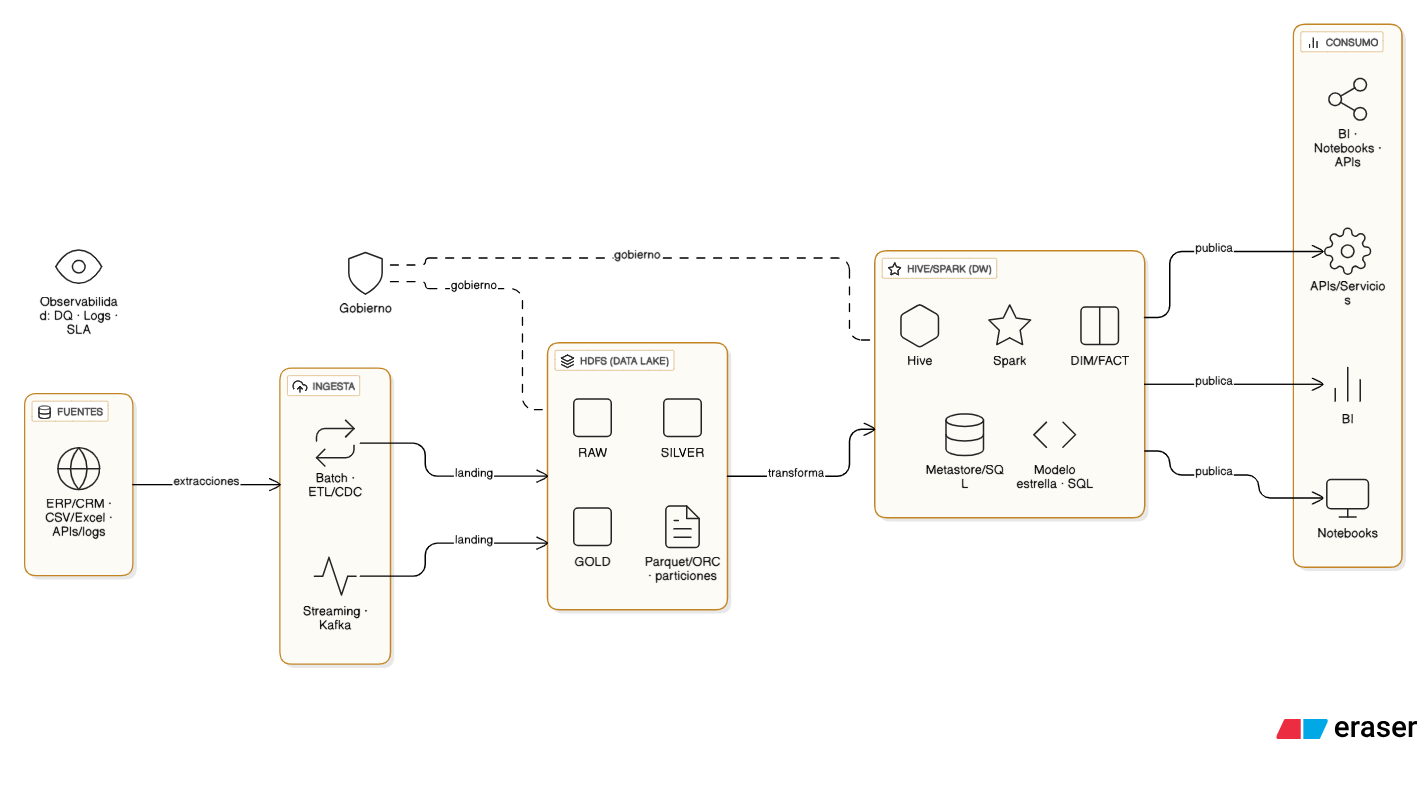 CONSUMO
BI ·
Notebooks ·
APIs
publica
APIs/Servicio
s
publica
BI
publica
Notebooks
Observabilida
d: DQ · Logs ·
SLA
Gobierno
gobierno
gobierno
HIVE/SPARK (DW)
Hive
Spark
DIM/FACT
Metastore/SQ
L
Modelo
estrella · SQL
HDFS (DATA LAKE)
RAW
SILVER
GOLD
Parquet/ORC
· particiones
transforma
INGESTA
Batch ·
ETL/CDC
Streaming ·
Kafka
landing
landing
FUENTES
ERP/CRM ·
CSV/Excel ·
APIs/logs
extracciones
eraser